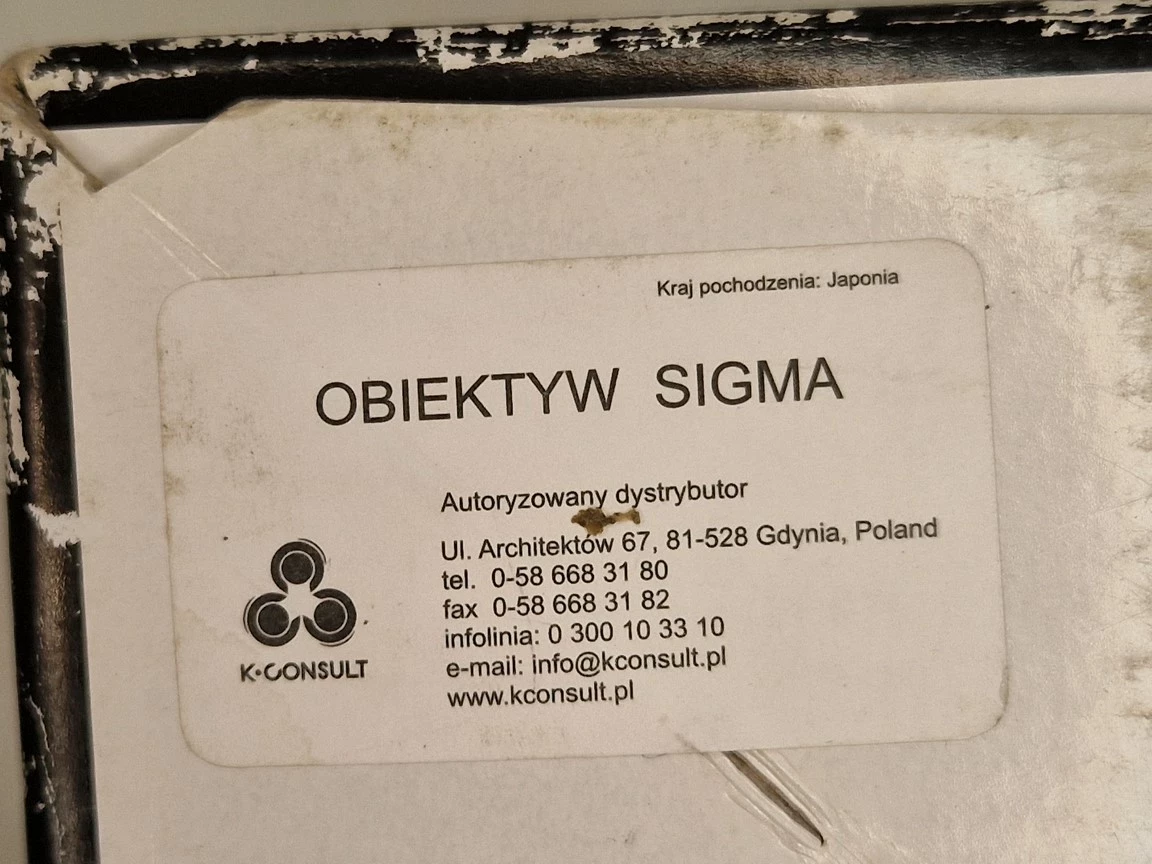 Kraj pochodzenia: Japonia
OBIEKTYW SIGMA
Autoryzowany dystrybutor
Ul. Architektów 67, 81-528 Gdynia, Poland
tel. 0-58 668 31 80
fax 0-58 668 31 82
infolinia: 0 300 10 33 10
e-mail: info@kconsult.pl
www.kconsult.pl
K•CONSULT